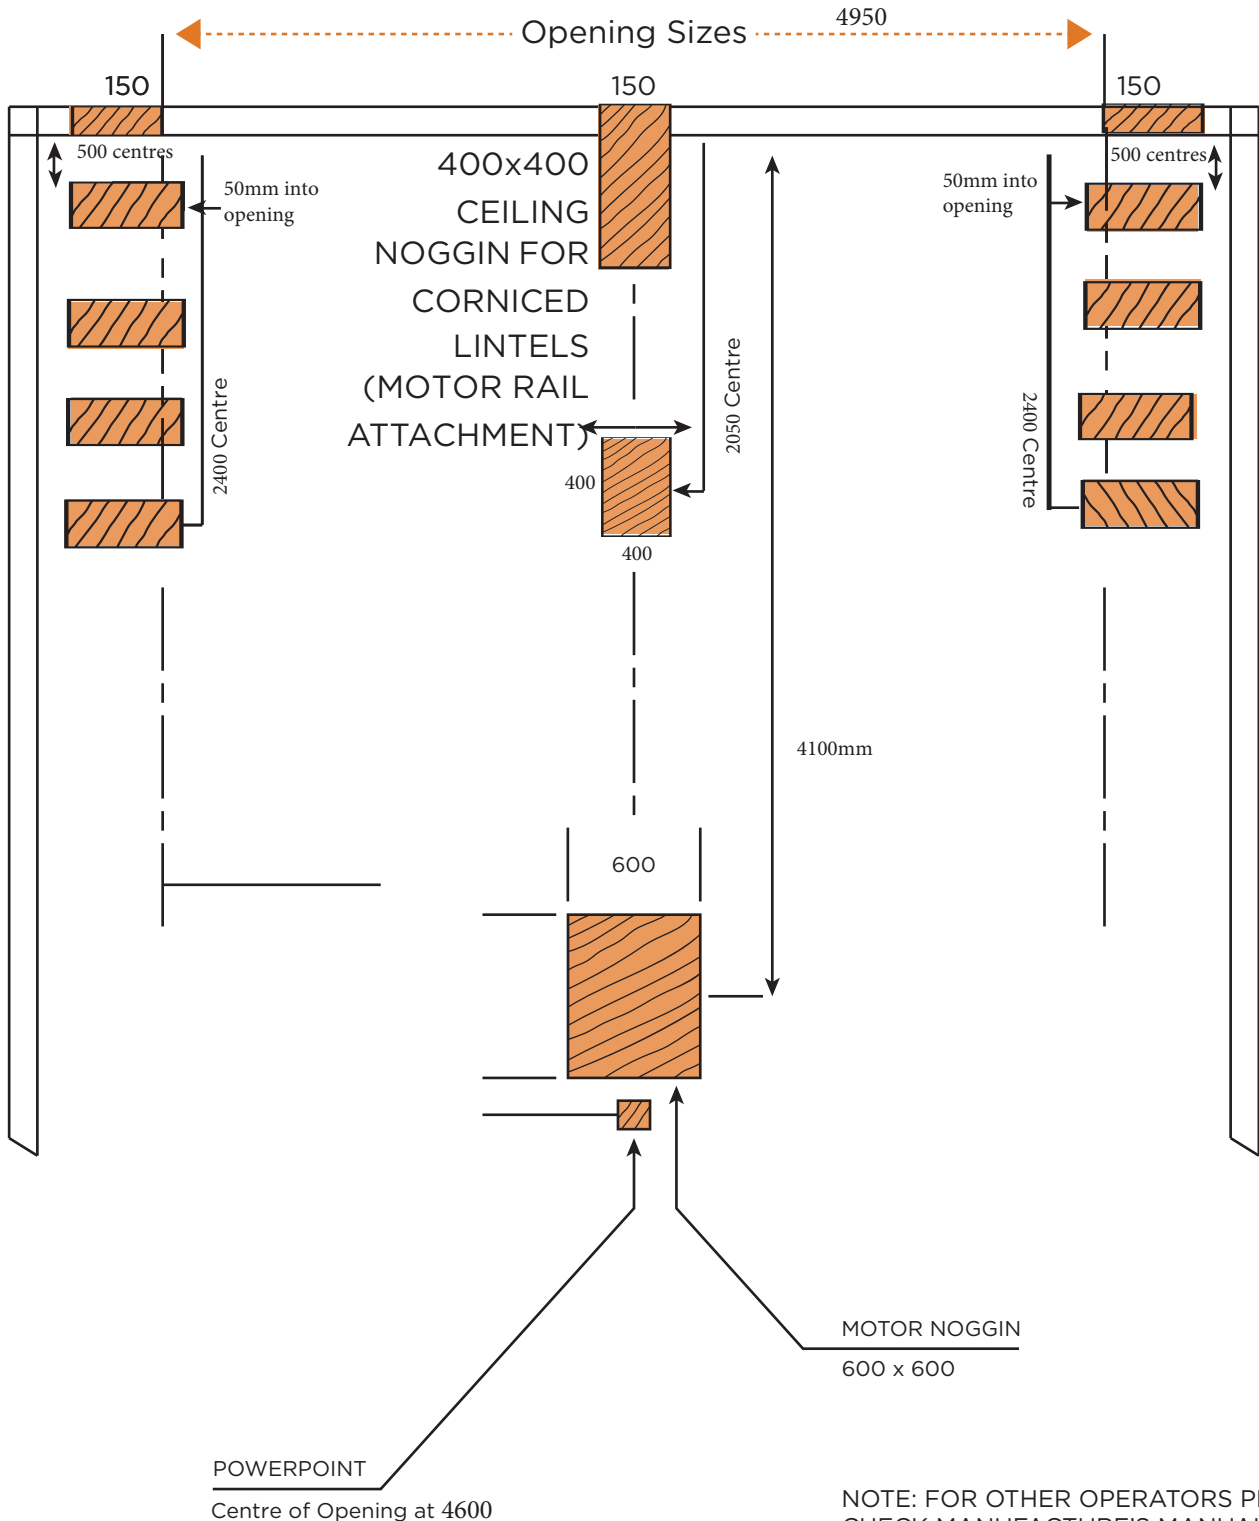 4950
Opening Sizes
150
150
150
500 centres
500 centres
50mm into
opening
50mm into
opening
400x400
CEILING
NOGGIN FOR
CORNICED
LINTELS
(MOTOR RAIL
ATTACHMENT)
2400 Centre
2050 Centre
2400 Centre
400
400
4100mm
600
MOTOR NOGGIN
600 x 600
POWERPOINT
Centre of Opening at 4600
NOTE: FOR OTHER OPERATORS